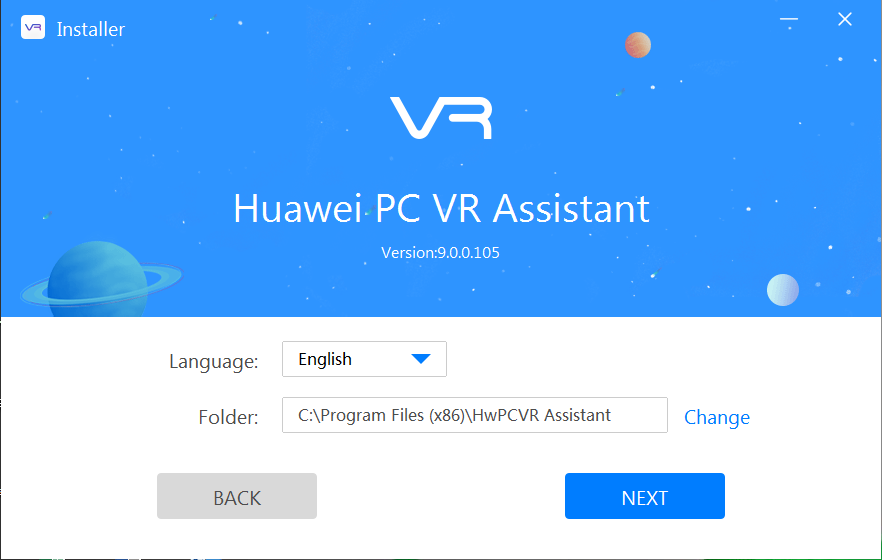 VR Installer
VR
Huawei PC VR Assistant
Version:9.0.0.105
Language: English
Folder: C:\Program Files (x86)\HwPCVR Assistant Change
BACK NEXT